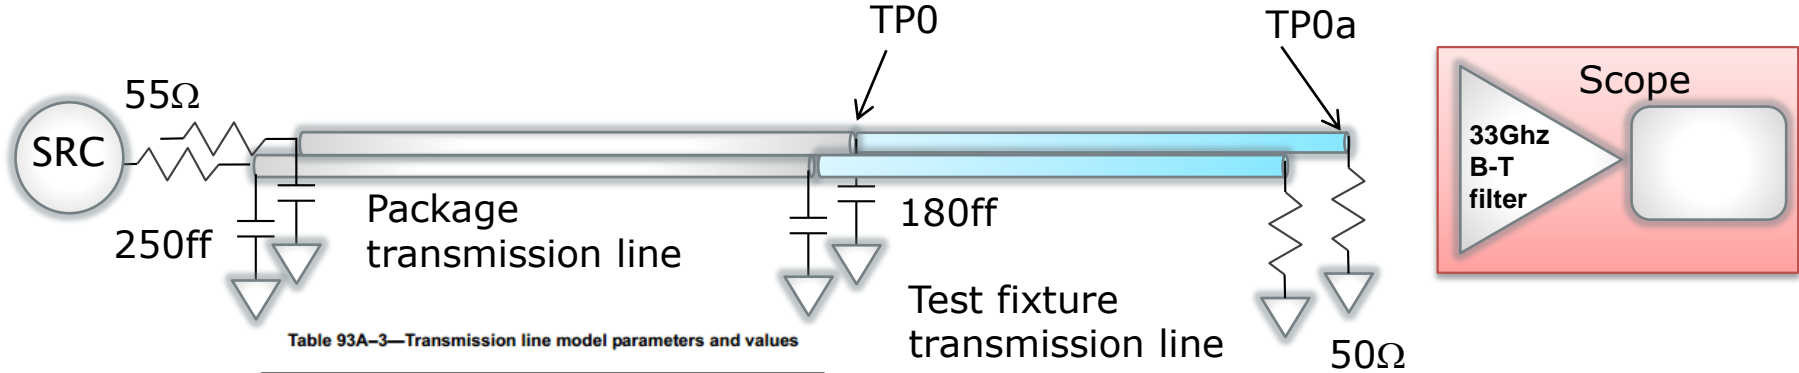 TP0
TP0a
55Ω
SRC
Scope
33Ghz
B-T
filter
250ff
Package
transmission line
180ff
Test fixture
transmission line
50Ω
Table 93A–3—Transmission line model parameters and values